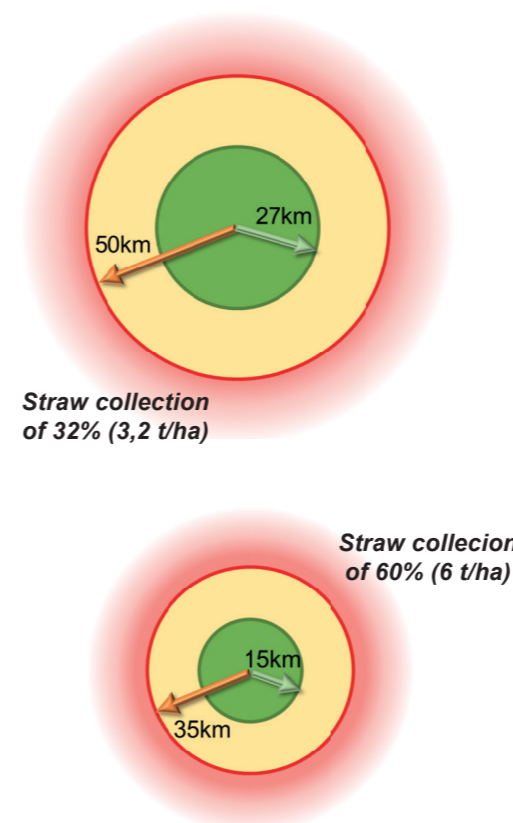 27km
50km
Straw collection
of 32% (3,2 t/ha)
Straw collecion
of 60% (6 t/ha)
15km
35km